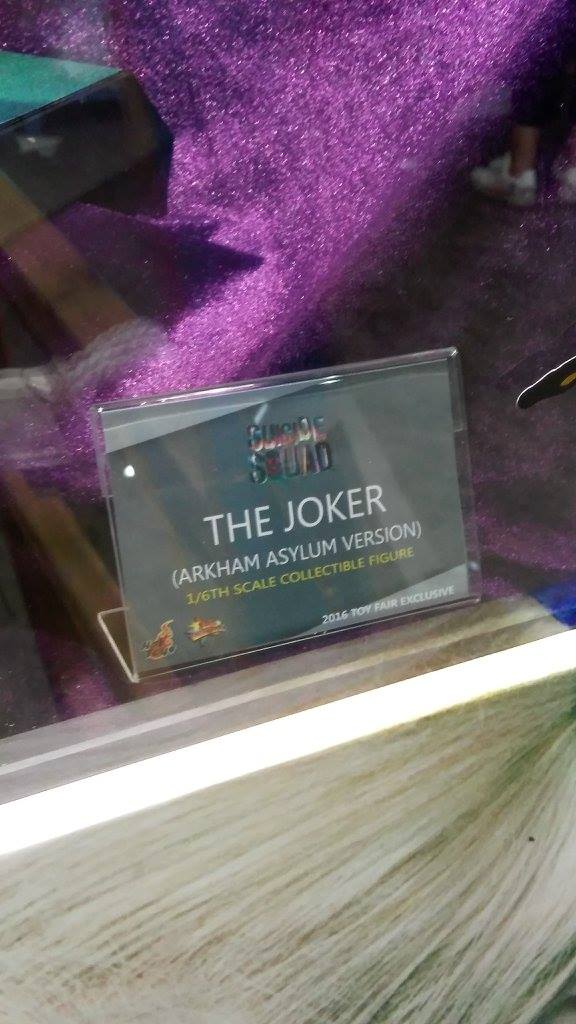 SUICIDE
SQUAD
THE JOKER
(ARKHAM ASYLUM VERSION)
1/6TH SCALE COLLECTIBLE FIGURE
2016 TOY FAIR EXCLUSIVE